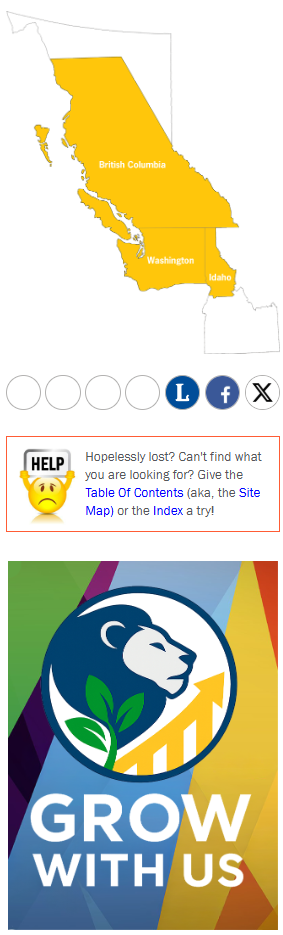 British Columbia
Washington
Idaho
L
f
X
HELP
Hopelessly lost? Can't find what
you are looking for? Give the
Table Of Contents (aka, the Site
Map) or the Index a try!
GROW
WITH US